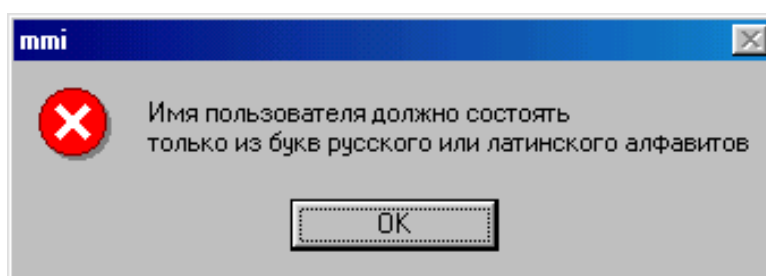 mmi
Имя пользователя должно состоять
только из букв русского или латинского алфавитов
OK